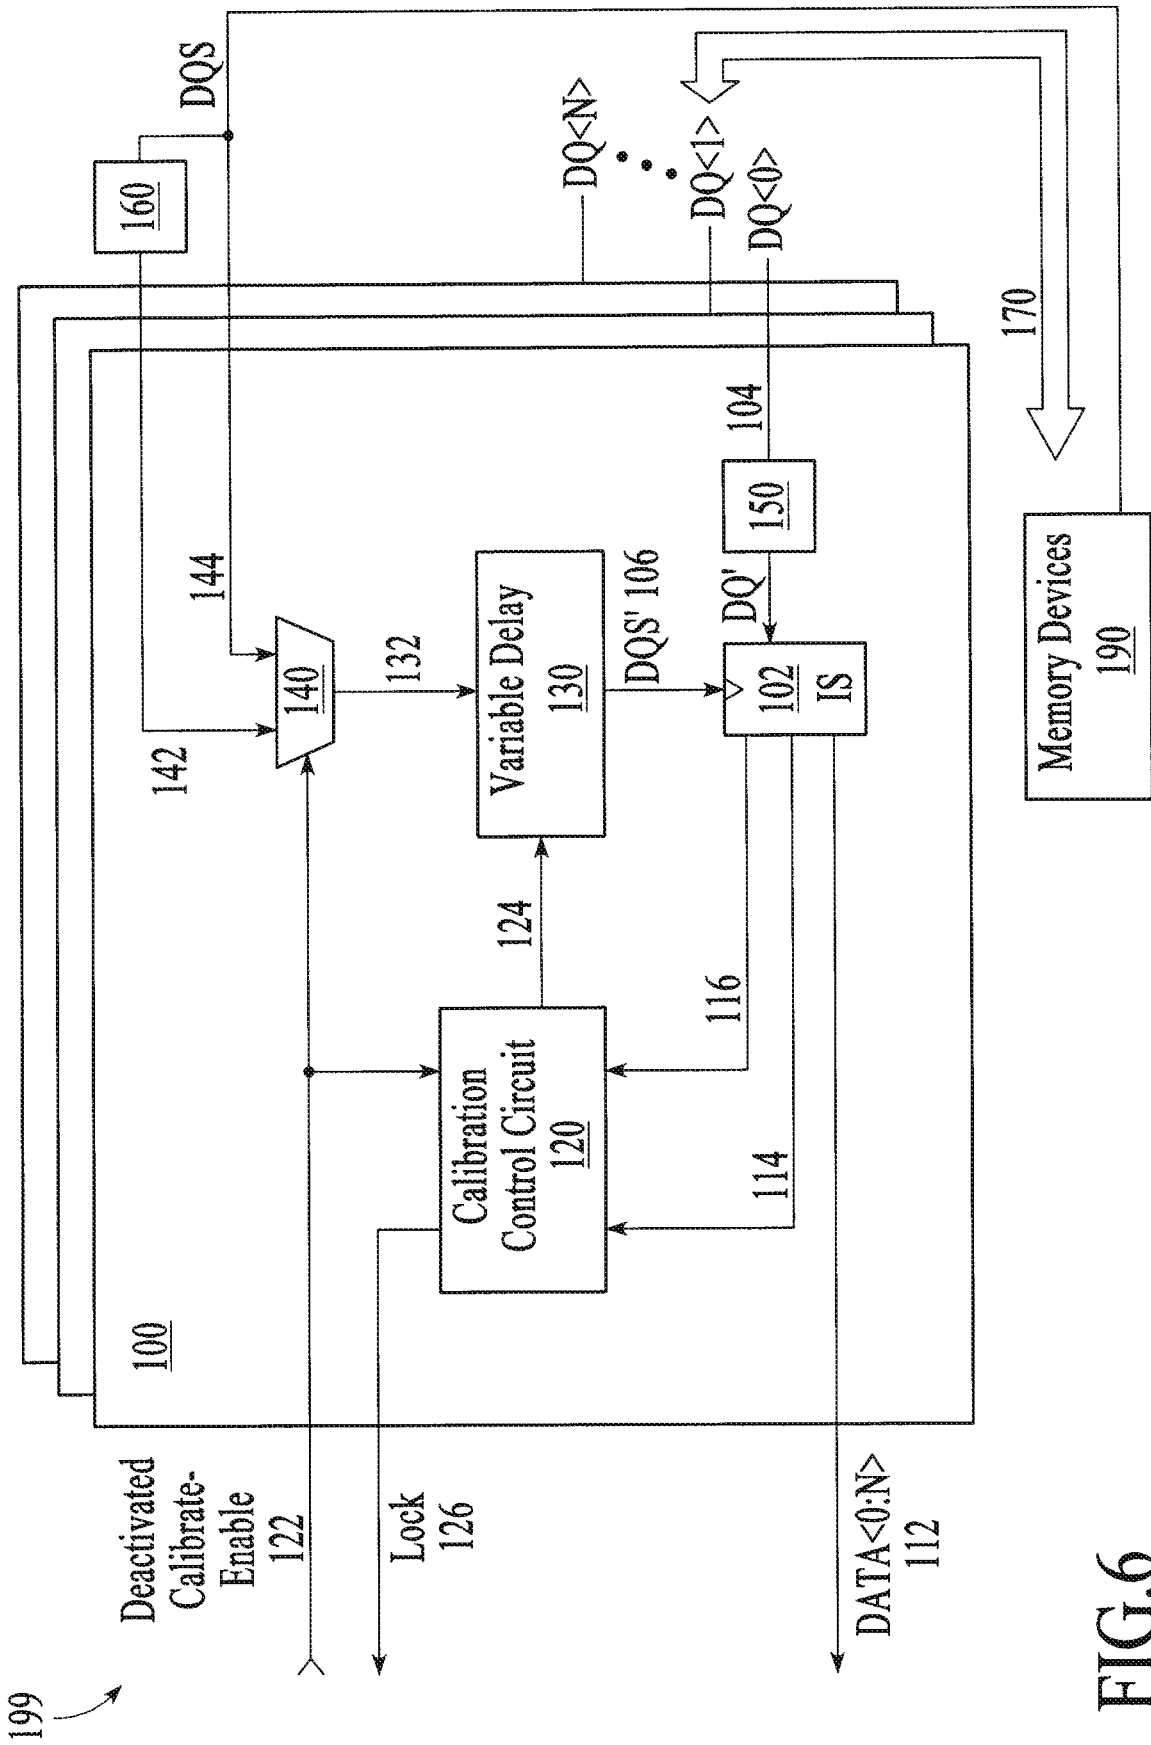 199
Deactivated
Calibrate-
Enable
122
Lock
126
DATA<0:N>
112
100
Calibration
Control Circuit
120
124
116
114
142
144
140
132
Variable Delay
130
DQS' 106
102
IS
DQ'
150
104
160
DQS
DQ<N>
DQ<1>
DQ<0>
170
Memory Devices
190
FIG.6